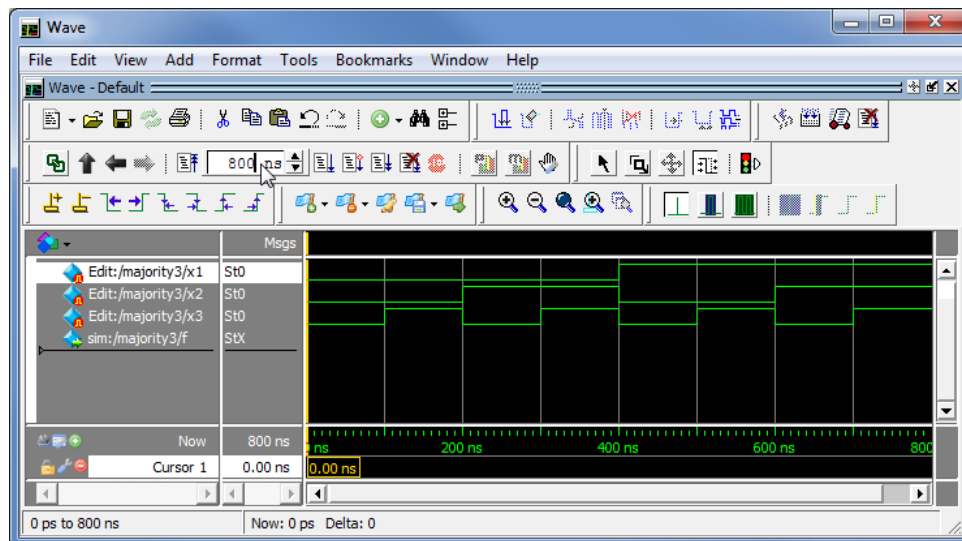 Wave
File Edit View Add Format Tools Bookmarks Window Help
Wave - Default
800 ns
Msgs
Edit:/majority3/x1 St0
Edit:/majority3/x2 St0
Edit:/majority3/x3 St0
sim:/majority3/f StX
Now 800 ns
ns 200 ns 400 ns 600 ns 800
Cursor 1 0.00 ns 0.00 ns
0 ps to 800 ns Now: 0 ps Delta: 0